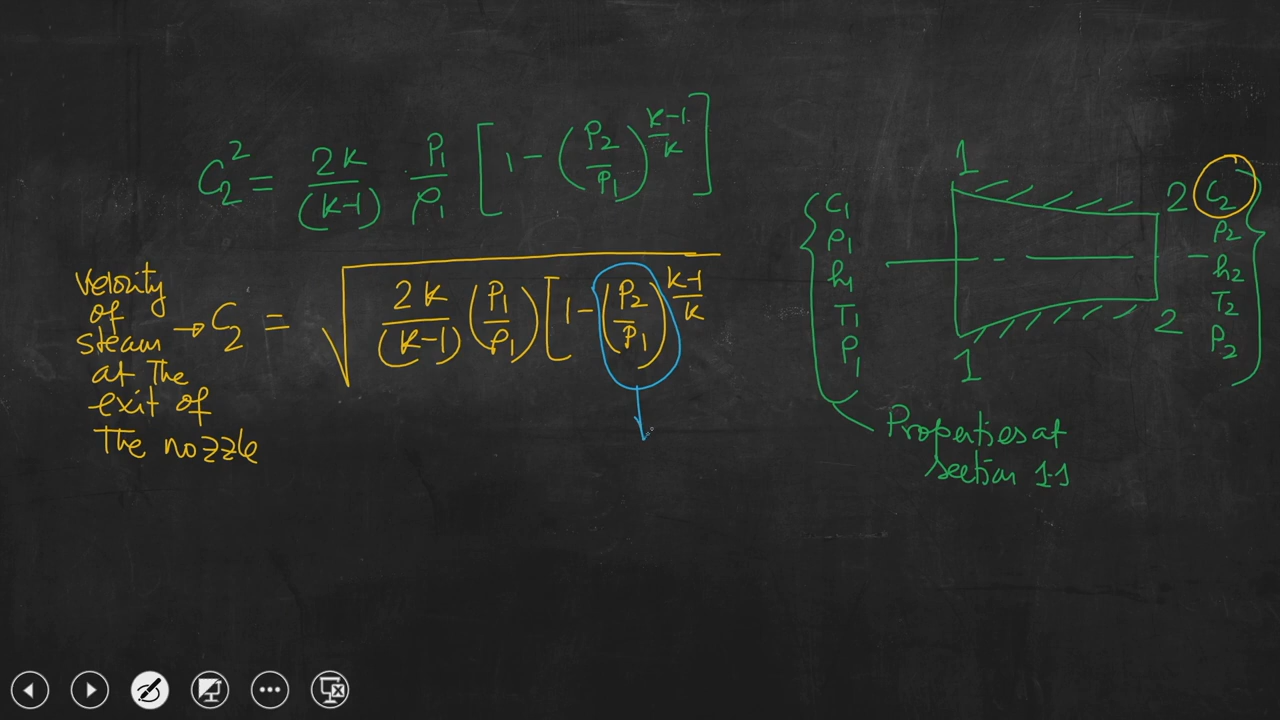 C₂² = 2K/(K-1) P₁/ρ₁ [1 - (P₂/P₁)^((K-1)/K)]
Velocity
of
steam
at the
exit of
The nozzle
→ C₂ = √( 2K/(K-1) (P₁/ρ₁) [1 - (P₂/P₁)^((K-1)/K) )
1
2
C₁
P₁
h₁
T₁
ρ₁
C₂
P₂
h₂
T₂
ρ₂
1
2
Properties at
section 1-1